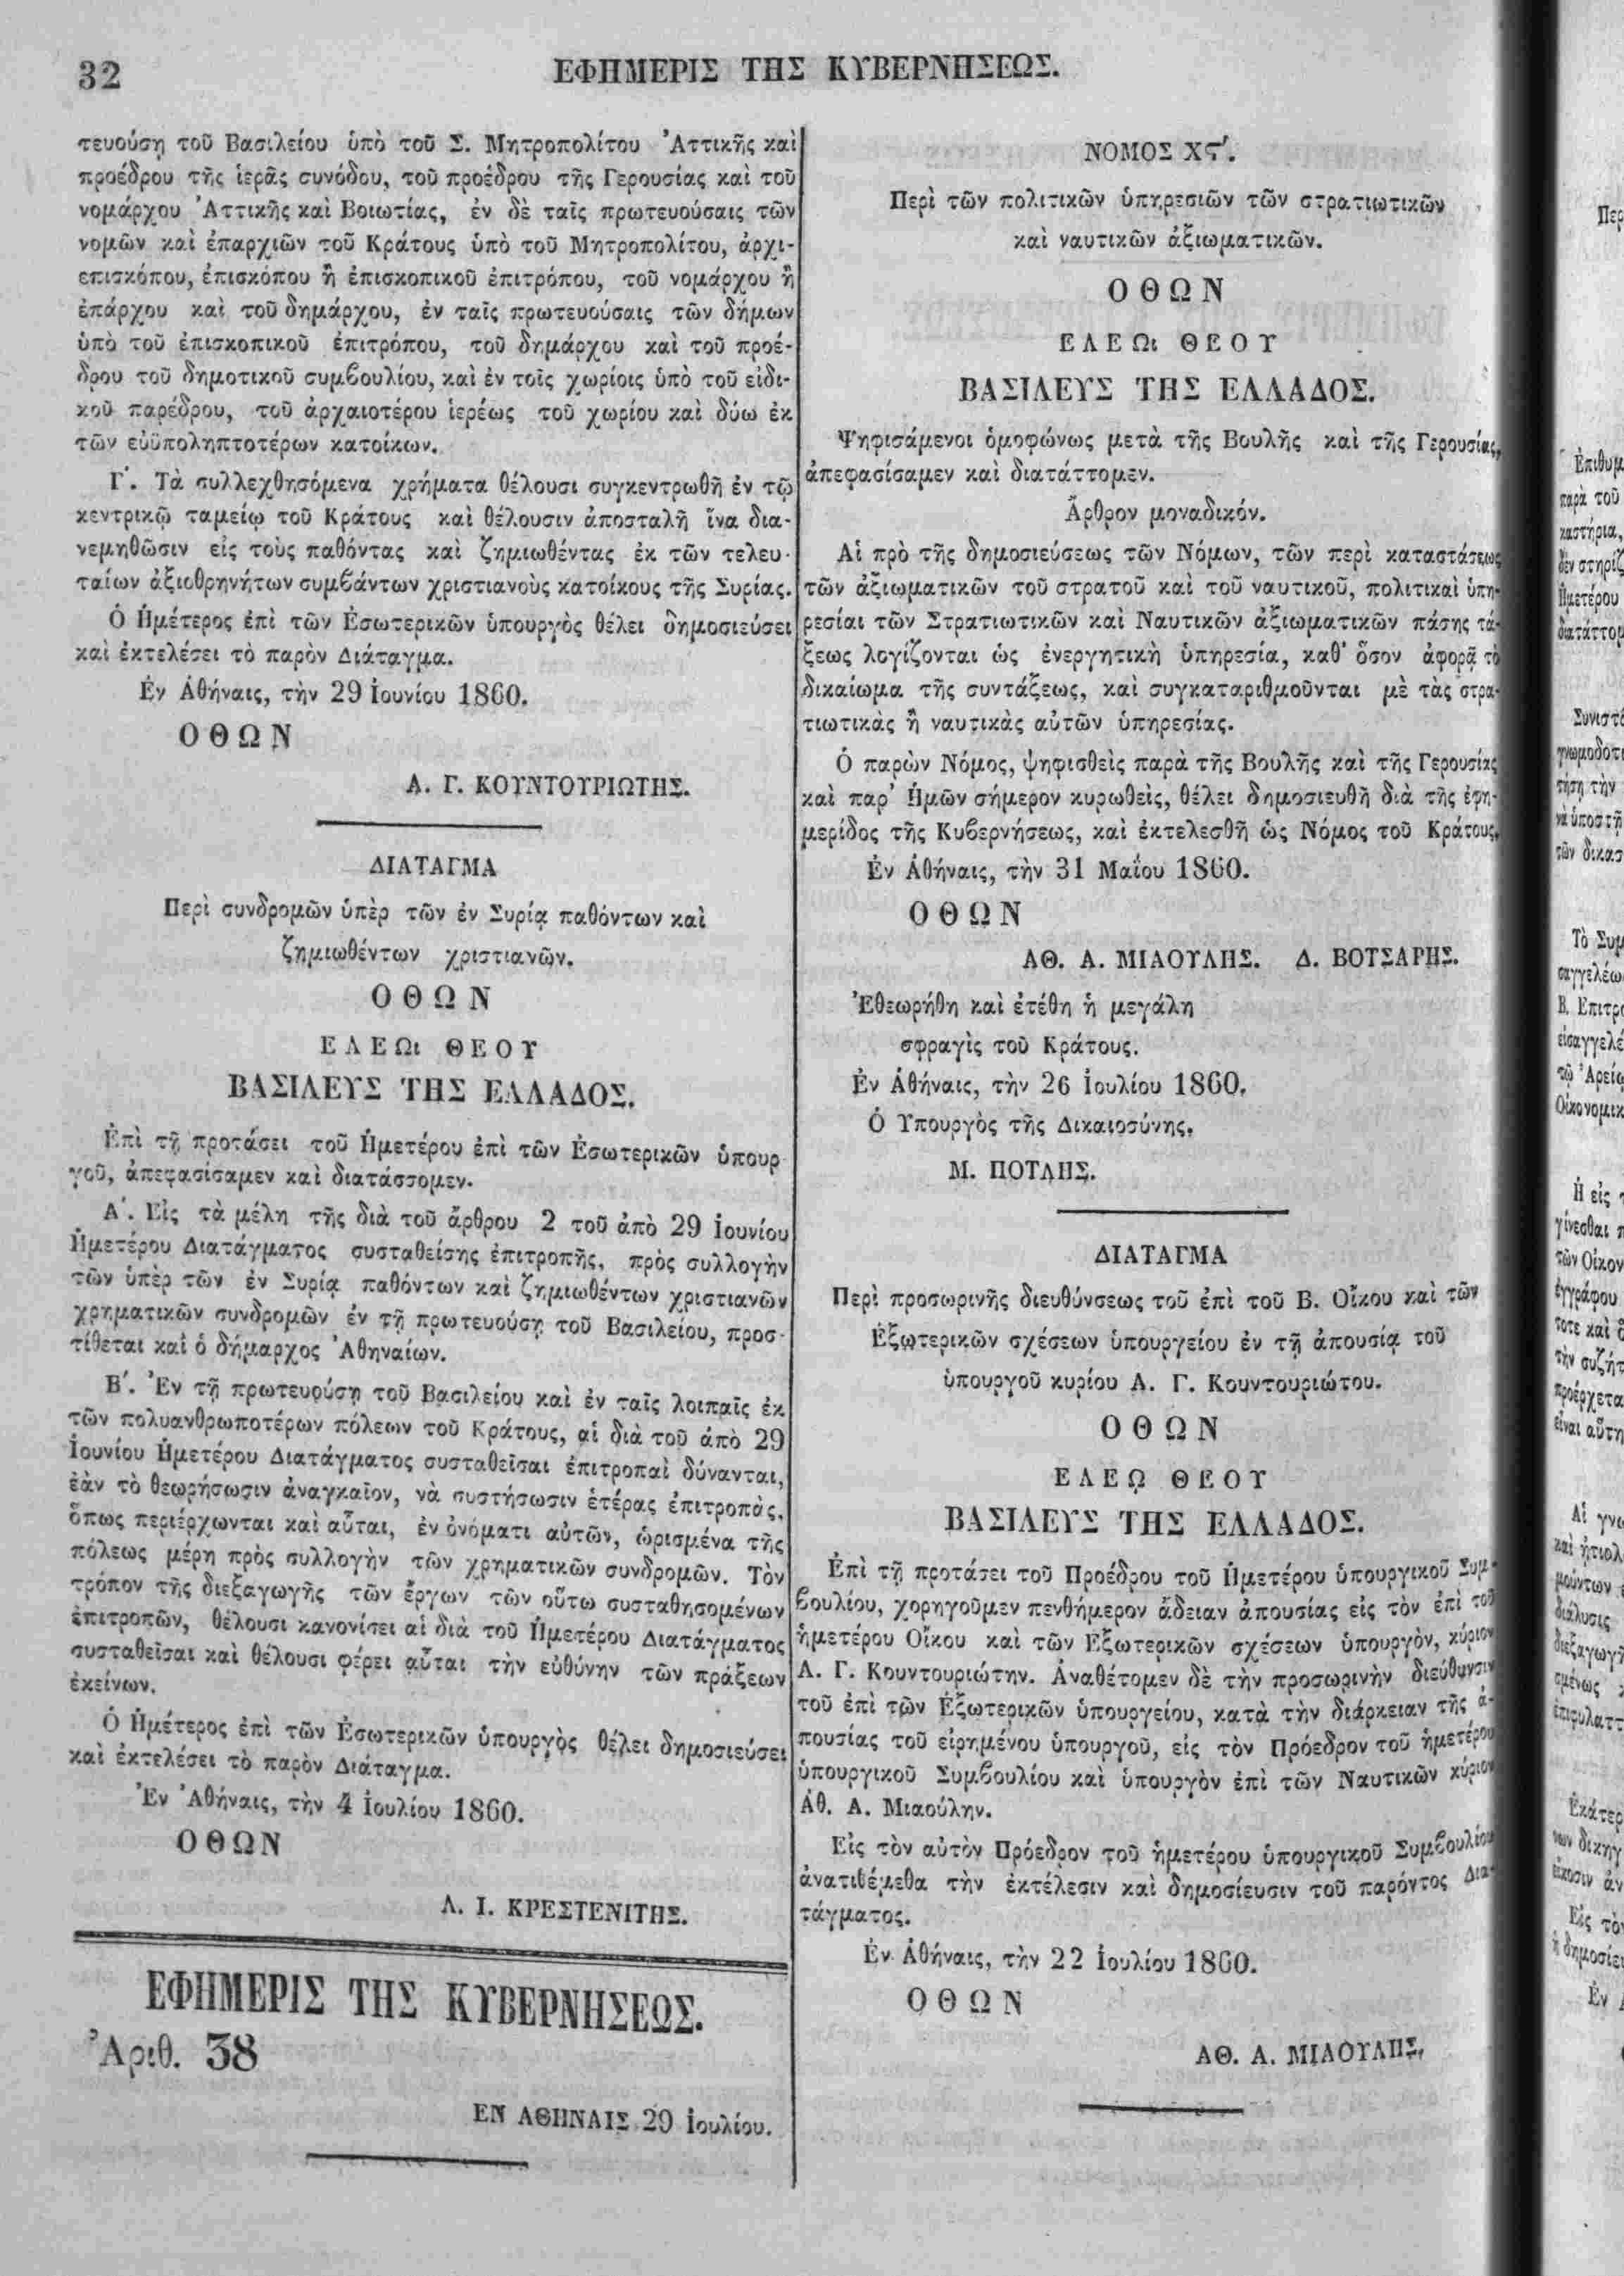 32
ΕΦΗΜΕΡΙΣ ΤΗΣ ΚΥΒΕΡΝΗΣΕΩΣ.
τευούσῃ τοῦ Βασιλείου ὑπὸ τοῦ Σ. Μητροπολίτου Ἀττικῆς καὶ
προέδρου τῆς ἱερᾶς συνόδου, τοῦ προέδρου τῆς Γερουσίας καὶ τοῦ
νομάρχου Ἀττικῆς καὶ Βοιωτίας, ἐν δὲ ταῖς πρωτευούσαις τῶν
νομῶν καὶ ἐπαρχιῶν τοῦ Κράτους ὑπὸ τοῦ Μητροπολίτου, ἀρχι-
επισκόπου, ἐπισκόπου ἢ ἐπισκοπικοῦ ἐπιτρόπου, τοῦ νομάρχου ἢ
ἐπάρχου καὶ τοῦ δημάρχου, ἐν ταῖς πρωτευούσαις τῶν δήμων
ὑπὸ τοῦ ἐπισκοπικοῦ ἐπιτρόπου, τοῦ δημάρχου καὶ τοῦ προέ-
δρου τοῦ δημοτικοῦ συμβουλίου, καὶ ἐν τοῖς χωρίοις ὑπὸ τοῦ εἰδι-
κοῦ παρέδρου, τοῦ ἀρχαιοτέρου ἱερέως τοῦ χωρίου καὶ δύω ἐκ
τῶν εὐϋποληπτοτέρων κατοίκων.
Γ΄. Τὰ συλλεχθησόμενα χρήματα θέλουσι συγκεντρωθῆ ἐν τῷ
κεντρικῷ ταμείῳ τοῦ Κράτους καὶ θέλουσιν ἀποσταλῆ ἵνα δια-
νεμηθῶσιν εἰς τοὺς παθόντας καὶ ζημιωθέντας ἐκ τῶν τελευ-
ταίων ἀξιοθρηνήτων συμβάντων χριστιανοὺς κατοίκους τῆς Συρίας.
Ὁ Ἡμέτερος ἐπὶ τῶν Ἐσωτερικῶν ὑπουργὸς θέλει δημοσιεύσει
καὶ ἐκτελέσει τὸ παρὸν Διάταγμα.
Ἐν Ἀθήναις, τὴν 29 Ἰουνίου 1860.
ΟΘΩΝ
Α. Γ. ΚΟΥΝΤΟΥΡΙΩΤΗΣ.
ΔΙΑΤΑΓΜΑ
Περὶ συνδρομῶν ὑπὲρ τῶν ἐν Συρίᾳ παθόντων καὶ
ζημιωθέντων χριστιανῶν.
ΟΘΩΝ
ΕΛΕΩι ΘΕΟΥ
ΒΑΣΙΛΕΥΣ ΤΗΣ ΕΛΛΑΔΟΣ.
Ἐπὶ τῇ προτάσει τοῦ Ἡμετέρου ἐπὶ τῶν Ἐσωτερικῶν ὑπουρ-
γοῦ, ἀπεφασίσαμεν καὶ διατάσσομεν.
Α΄. Εἰς τὰ μέλη τῆς διὰ τοῦ ἄρθρου 2 τοῦ ἀπὸ 29 Ἰουνίου
Ἡμετέρου Διατάγματος συσταθείσης ἐπιτροπῆς, πρὸς συλλογὴν
τῶν ὑπὲρ τῶν ἐν Συρίᾳ παθόντων καὶ ζημιωθέντων χριστιανῶν
χρηματικῶν συνδρομῶν ἐν τῇ πρωτευούσῃ τοῦ Βασιλείου, προσ-
τίθεται καὶ ὁ δήμαρχος Ἀθηναίων.
Β΄. Ἐν τῇ πρωτευούσῃ τοῦ Βασιλείου καὶ ἐν ταῖς λοιπαῖς ἐκ
τῶν πολυανθρωποτέρων πόλεων τοῦ Κράτους, αἱ διὰ τοῦ ἀπὸ 29
Ἰουνίου Ἡμετέρου Διατάγματος συσταθεῖσαι ἐπιτροπαὶ δύνανται,
ἐὰν τὸ θεωρήσωσιν ἀναγκαῖον, νὰ συστήσωσιν ἑτέρας ἐπιτροπὰς,
ὅπως περιέρχωνται καὶ αὗται, ἐν ὀνόματι αὐτῶν, ὡρισμένα τῆς
πόλεως μέρη πρὸς συλλογὴν τῶν χρηματικῶν συνδρομῶν. Τὸν
τρόπον τῆς διεξαγωγῆς τῶν ἔργων τῶν οὕτω συσταθησομένων
ἐπιτροπῶν, θέλουσι κανονίσει αἱ διὰ τοῦ Ἡμετέρου Διατάγματος
συσταθεῖσαι καὶ θέλουσι φέρει αὗται τὴν εὐθύνην τῶν πράξεων
ἐκείνων.
Ὁ Ἡμέτερος ἐπὶ τῶν Ἐσωτερικῶν ὑπουργὸς θέλει δημοσιεύσει
καὶ ἐκτελέσει τὸ παρὸν Διάταγμα.
Ἐν Ἀθήναις, τὴν 4 Ἰουλίου 1860.
ΟΘΩΝ
Λ. Ι. ΚΡΕΣΤΕΝΙΤΗΣ.
ΕΦΗΜΕΡΙΣ ΤΗΣ ΚΥΒΕΡΝΗΣΕΩΣ.
Ἀριθ. 38
ΕΝ ΑΘΗΝΑΙΣ 29 Ἰουλίου.
ΝΟΜΟΣ ΧϚ΄.
Περὶ τῶν πολιτικῶν ὑπηρεσιῶν τῶν στρατιωτικῶν
καὶ ναυτικῶν ἀξιωματικῶν.
ΟΘΩΝ
ΕΛΕΩι ΘΕΟΥ
ΒΑΣΙΛΕΥΣ ΤΗΣ ΕΛΛΑΔΟΣ.
Ψηφισάμενοι ὁμοφώνως μετὰ τῆς Βουλῆς καὶ τῆς Γερουσίας,
ἀπεφασίσαμεν καὶ διατάττομεν.
Ἄρθρον μοναδικόν.
Αἱ πρὸ τῆς δημοσιεύσεως τῶν Νόμων, τῶν περὶ καταστάσεως
τῶν ἀξιωματικῶν τοῦ στρατοῦ καὶ τοῦ ναυτικοῦ, πολιτικαὶ ὑπη-
ρεσίαι τῶν Στρατιωτικῶν καὶ Ναυτικῶν ἀξιωματικῶν πάσης τά-
ξεως λογίζονται ὡς ἐνεργητικὴ ὑπηρεσία, καθ' ὅσον ἀφορᾷ τὸ
δικαίωμα τῆς συντάξεως, καὶ συγκαταριθμοῦνται μὲ τὰς στρα-
τιωτικὰς ἢ ναυτικὰς αὐτῶν ὑπηρεσίας.
Ὁ παρὼν Νόμος, ψηφισθεὶς παρὰ τῆς Βουλῆς καὶ τῆς Γερουσίας
καὶ παρ' Ἡμῶν σήμερον κυρωθεὶς, θέλει δημοσιευθῆ διὰ τῆς ἐφη-
μερίδος τῆς Κυβερνήσεως, καὶ ἐκτελεσθῆ ὡς Νόμος τοῦ Κράτους.
Ἐν Ἀθήναις, τὴν 31 Μαΐου 1860.
ΟΘΩΝ
ΑΘ. Α. ΜΙΑΟΥΛΗΣ. Δ. ΒΟΤΣΑΡΗΣ.
Ἐθεωρήθη καὶ ἐτέθη ἡ μεγάλη
σφραγὶς τοῦ Κράτους.
Ἐν Ἀθήναις, τὴν 26 Ἰουλίου 1860.
Ὁ Ὑπουργὸς τῆς Δικαιοσύνης.
Μ. ΠΟΤΛΗΣ.
ΔΙΑΤΑΓΜΑ
Περὶ προσωρινῆς διευθύνσεως τοῦ ἐπὶ τοῦ Β. Οἴκου καὶ τῶν
Ἐξωτερικῶν σχέσεων ὑπουργείου ἐν τῇ ἀπουσίᾳ τοῦ
ὑπουργοῦ κυρίου Α. Γ. Κουντουριώτου.
ΟΘΩΝ
ΕΛΕῼ ΘΕΟΥ
ΒΑΣΙΛΕΥΣ ΤΗΣ ΕΛΛΑΔΟΣ.
Ἐπὶ τῇ προτάσει τοῦ Προέδρου τοῦ Ἡμετέρου ὑπουργικοῦ Συμ-
βουλίου, χορηγοῦμεν πενθήμερον ἄδειαν ἀπουσίας εἰς τὸν ἐπὶ τοῦ
ἡμετέρου Οἴκου καὶ τῶν Ἐξωτερικῶν σχέσεων ὑπουργὸν, κύριον
Α. Γ. Κουντουριώτην. Ἀναθέτομεν δὲ τὴν προσωρινὴν διεύθυνσιν
τοῦ ἐπὶ τῶν Ἐξωτερικῶν ὑπουργείου, κατὰ τὴν διάρκειαν τῆς ἀ-
πουσίας τοῦ εἰρημένου ὑπουργοῦ, εἰς τὸν Πρόεδρον τοῦ ἡμετέρου
ὑπουργικοῦ Συμβουλίου καὶ ὑπουργὸν ἐπὶ τῶν Ναυτικῶν κύριον
Ἀθ. Α. Μιαούλην.
Εἰς τὸν αὐτὸν Πρόεδρον τοῦ ἡμετέρου ὑπουργικοῦ Συμβουλίου
ἀνατιθέμεθα τὴν ἐκτέλεσιν καὶ δημοσίευσιν τοῦ παρόντος Δια-
τάγματος.
Ἐν Ἀθήναις, τὴν 22 Ἰουλίου 1860.
ΟΘΩΝ
ΑΘ. Α. ΜΙΑΟΥΛΗΣ.